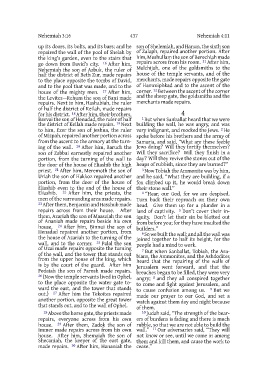 Nehemiah 3:16
437
Nehemiah 4:11
up its doors, its bolts, and its bars; and he
repaired the wall of the pool of Shelah by
the king's garden, even to the stairs that
go down from David's city. 16 After him,
Nehemiah the son of Azbuk, the ruler of
half the district of Beth Zur, made repairs
to the place opposite the tombs of David,
and to the pool that was made, and to the
house of the mighty men. 17 After him,
the Levites—Rehum the son of Bani made
repairs. Next to him, Hashabiah, the ruler
of half the district of Keilah, made repairs
for his district. 18 After him, their brothers,
Bavvai the son of Henadad, the ruler of half
the district of Keilah made repairs. 19 Next
to him, Ezer the son of Jeshua, the ruler
of Mizpah, repaired another portion across
from the ascent to the armory at the turn-
ing of the wall. 20 After him, Baruch the
son of Zabbai earnestly repaired another
portion, from the turning of the wall to
the door of the house of Eliashib the high
priest. 21 After him, Meremoth the son of
Uriah the son of Hakkoz repaired another
portion, from the door of the house of
Eliashib even to the end of the house of
Eliashib. 22 After him, the priests, the
men of the surrounding area made repairs.
23 After them, Benjamin and Hasshub made
repairs across from their house. After
them, Azariah the son of Maaseiah the son
of Ananiah made repairs beside his own
house. 24 After him, Binnui the son of
Henadad repaired another portion, from
the house of Azariah to the turning of the
wall, and to the corner. 25 Palal the son
of Uzai made repairs opposite the turning
of the wall, and the tower that stands out
from the upper house of the king, which
is by the court of the guard. After him
Pedaiah the son of Parosh made repairs.
26 (Now the temple servants lived in Ophel,
to the place opposite the water gate to-
ward the east, and the tower that stands
out.) 27 After him the Tekoites repaired
another portion, opposite the great tower
that stands out, and to the wall of Ophel.
28 Above the horse gate, the priests made
repairs, everyone across from his own
house. 29 After them, Zadok the son of
Immer made repairs across from his own
house. After him, Shemaiah the son of
Shecaniah, the keeper of the east gate,
made repairs. 30 After him, Hananiah the
son of Shelemiah, and Hanun, the sixth son
of Zalaph, repaired another portion. After
him, Meshullam the son of Berechiah made
repairs across from his room. 31 After him,
Malchijah, one of the goldsmiths to the
house of the temple servants, and of the
merchants, made repairs opposite the gate
of Hammiphkad and to the ascent of the
corner. 32 Between the ascent of the corner
and the sheep gate, the goldsmiths and the
merchants made repairs.
1 But when Sanballat heard that we were
building the wall, he was angry, and was
very indignant, and mocked the Jews. 2 He
spoke before his brothers and the army of
Samaria, and said, "What are these feeble
Jews doing? Will they fortify themselves?
Will they sacrifice? Will they finish in a
day? Will they revive the stones out of the
heaps of rubbish, since they are burned?"
3 Now Tobiah the Ammonite was by him,
and he said, "What they are building, if a
fox climbed up it, he would break down
their stone wall."
4 "Hear, our God, for we are despised.
Turn back their reproach on their own
head. Give them up for a plunder in a
land of captivity. 5 Don't cover their in-
iquity. Don't let their sin be blotted out
from before you; for they have insulted the
builders."
6 So we built the wall; and all the wall was
joined together to half its height, for the
people had a mind to work.
7 But when Sanballat, Tobiah, the Ara-
bians, the Ammonites, and the Ashdodites
heard that the repairing of the walls of
Jerusalem went forward, and that the
breaches began to be filled, they were very
angry; 8 and they all conspired together
to come and fight against Jerusalem, and
to cause confusion among us. 9 But we
made our prayer to our God, and set a
watch against them day and night because
of them.
10 Judah said, "The strength of the bear-
ers of burdens is fading and there is much
rubble, so that we are not able to build the
wall." 11 Our adversaries said, "They will
not know or see, until we come in among
them and kill them, and cause the work to
cease."